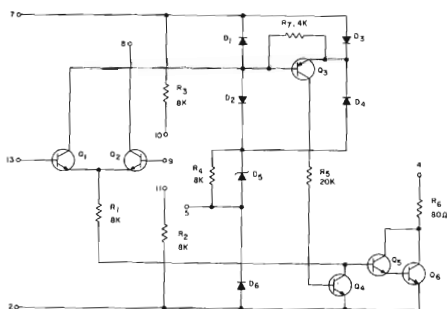 7
8
13
9
10
11
5
4
2
R7, 4K
D1
D3
Q3
R3
8K
D2
D4
Q1
Q2
R4
8K
D5
R5
20K
R6
80Ω
R1
8K
R2
8K
Q5
Q6
D6
Q4